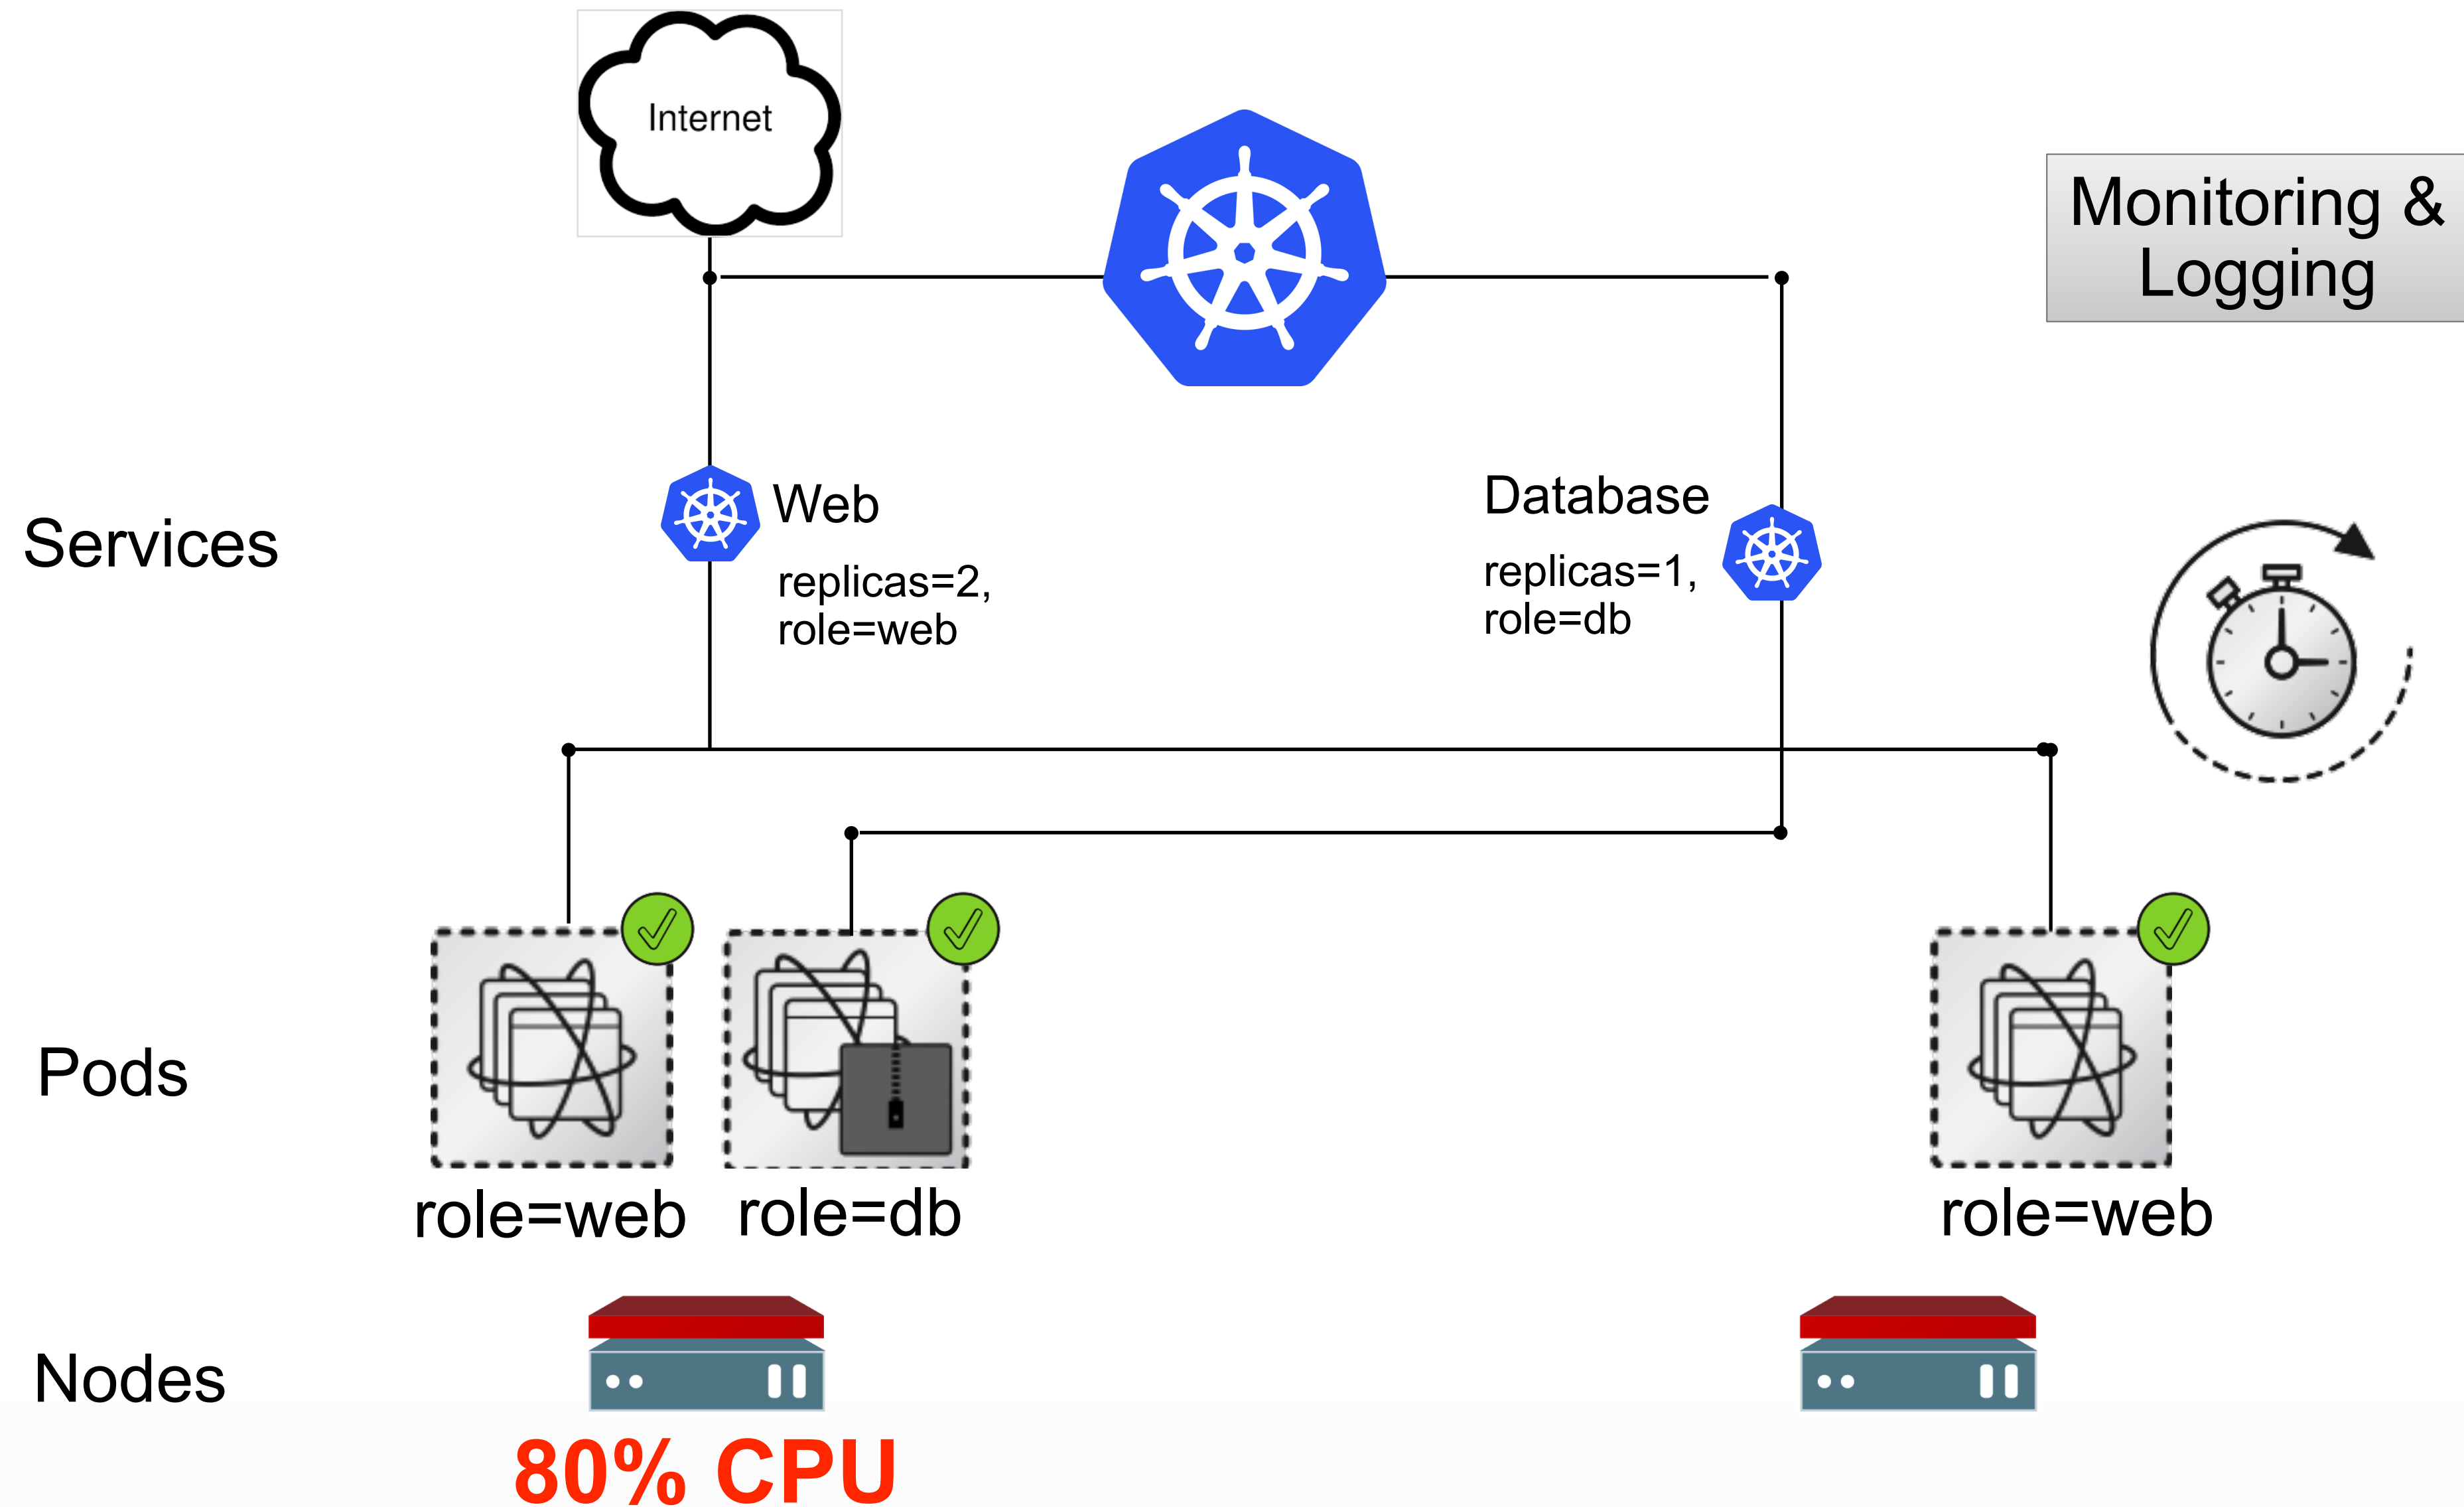 Internet
Monitoring &
Logging
Services
Web
replicas=2,
role=web
Database
replicas=1,
role=db
Pods
role=web
role=db
role=web
Nodes
80% CPU